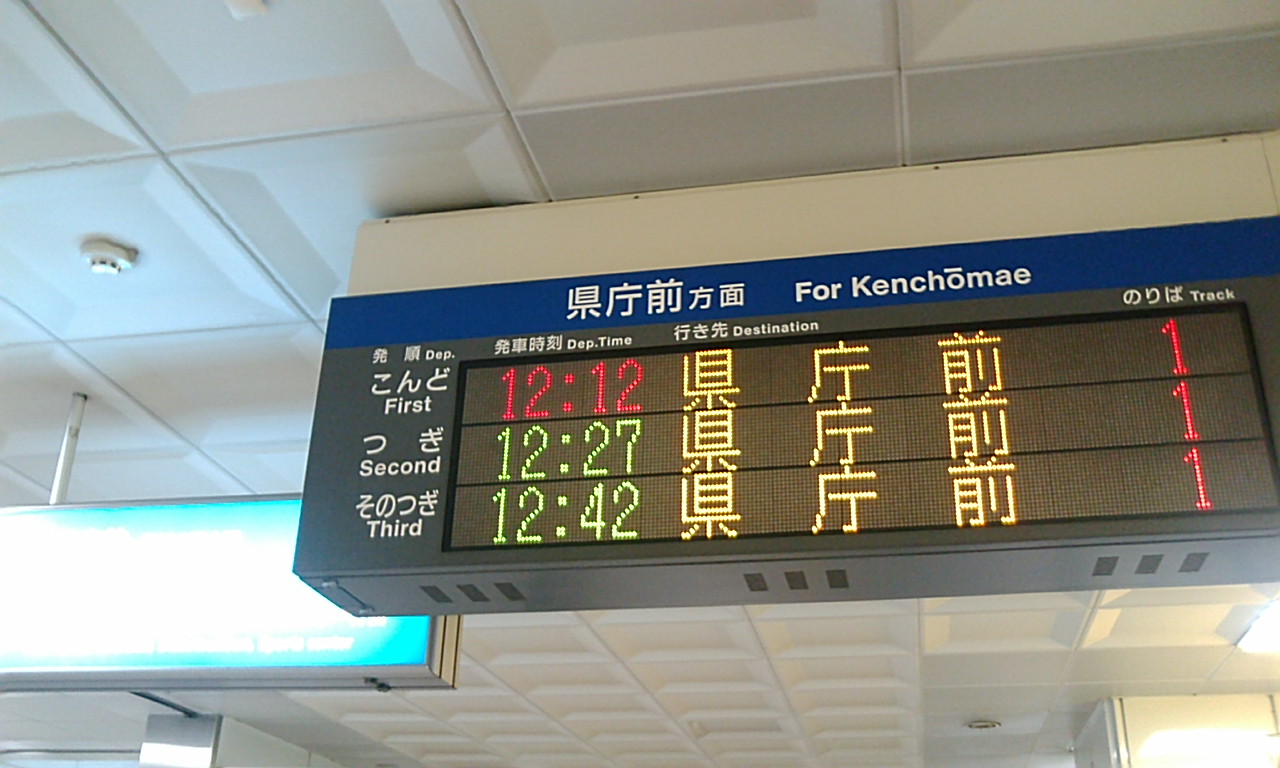 県庁前方面 For Kenchōmae
発 順 Dep. 発車時刻 Dep.Time 行き先 Destination のりば Track
こんど First 12:12 県 庁 前 1
つ ぎ Second 12:27 県 庁 前 1
そのつぎ Third 12:42 県 庁 前 1